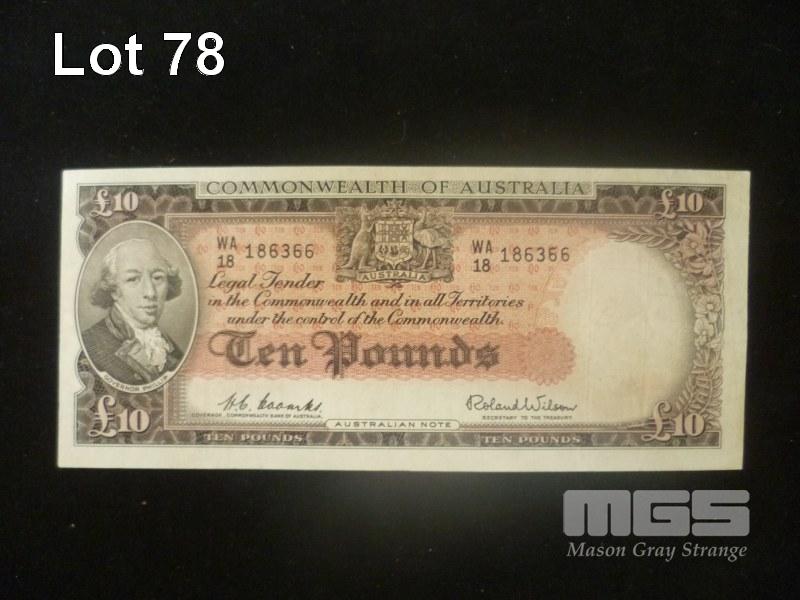 Lot 78
COMMONWEALTH OF AUSTRALIA
£10 £10
WA 18 186366 WA 18 186366
AUSTRALIA
Legal Tender
in the Commonwealth and in all Territories
under the control of the Commonwealth.
Ten Pounds
GOVERNOR PHILLIP
H.C. Coombs. Roland Wilson
GOVERNOR, COMMONWEALTH BANK OF AUSTRALIA. SECRETARY TO THE TREASURY.
£10 AUSTRALIAN NOTE £10
TEN POUNDS TEN POUNDS
MGS
Mason Gray Strange